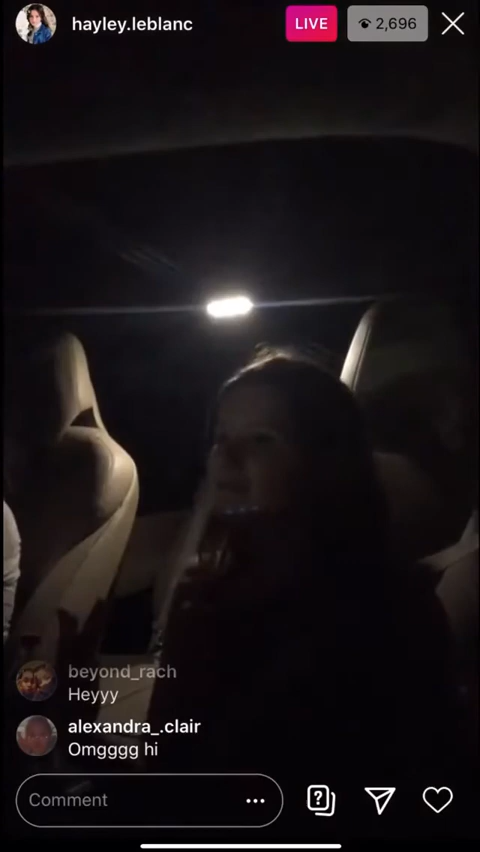 hayley.leblanc LIVE 2,696
beyond_rach
Heyyy
alexandra_.clair
Omgggg hi
Comment